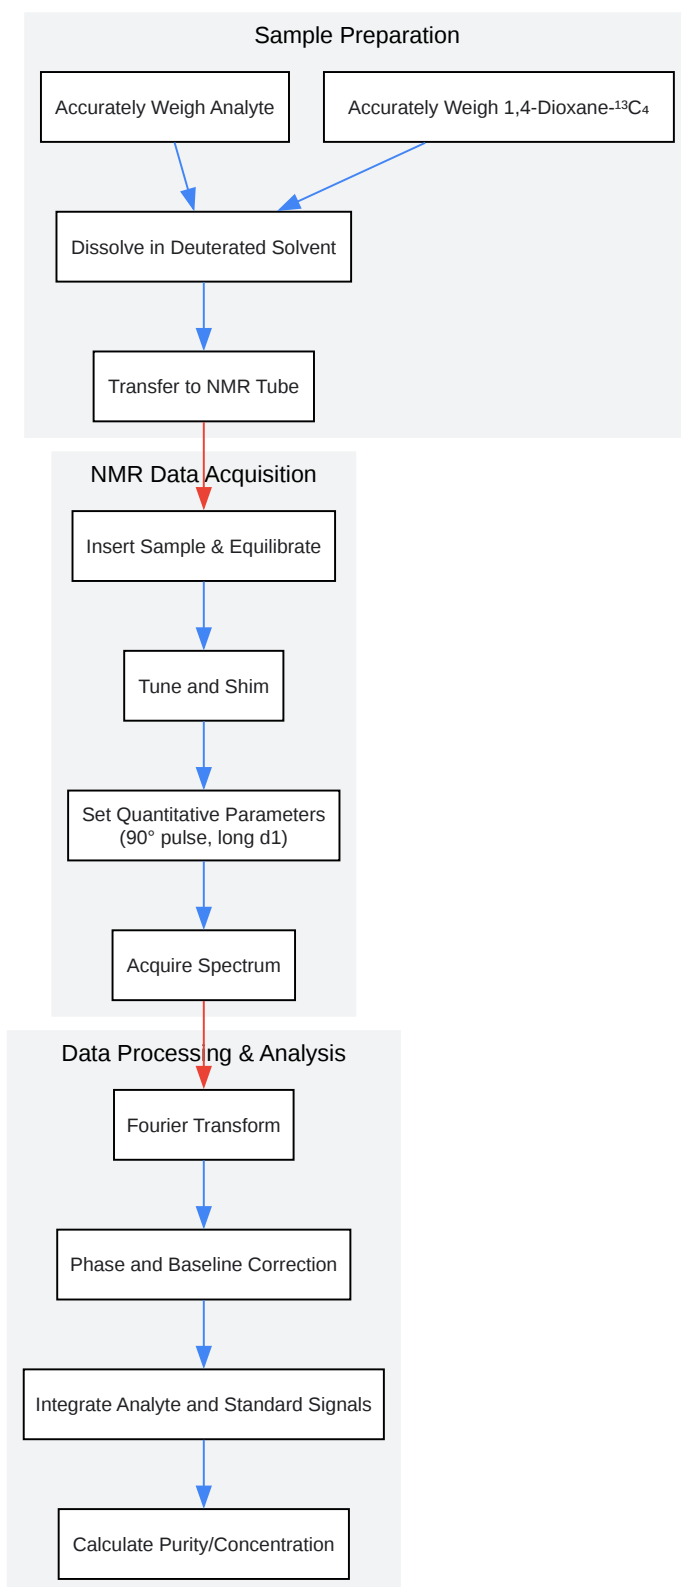 Sample Preparation
Accurately Weigh Analyte
Accurately Weigh 1,4-Dioxane-¹³C₄
Dissolve in Deuterated Solvent
Transfer to NMR Tube
NMR Data Acquisition
Insert Sample & Equilibrate
Tune and Shim
Set Quantitative Parameters
(90° pulse, long d1)
Acquire Spectrum
Data Processing & Analysis
Fourier Transform
Phase and Baseline Correction
Integrate Analyte and Standard Signals
Calculate Purity/Concentration